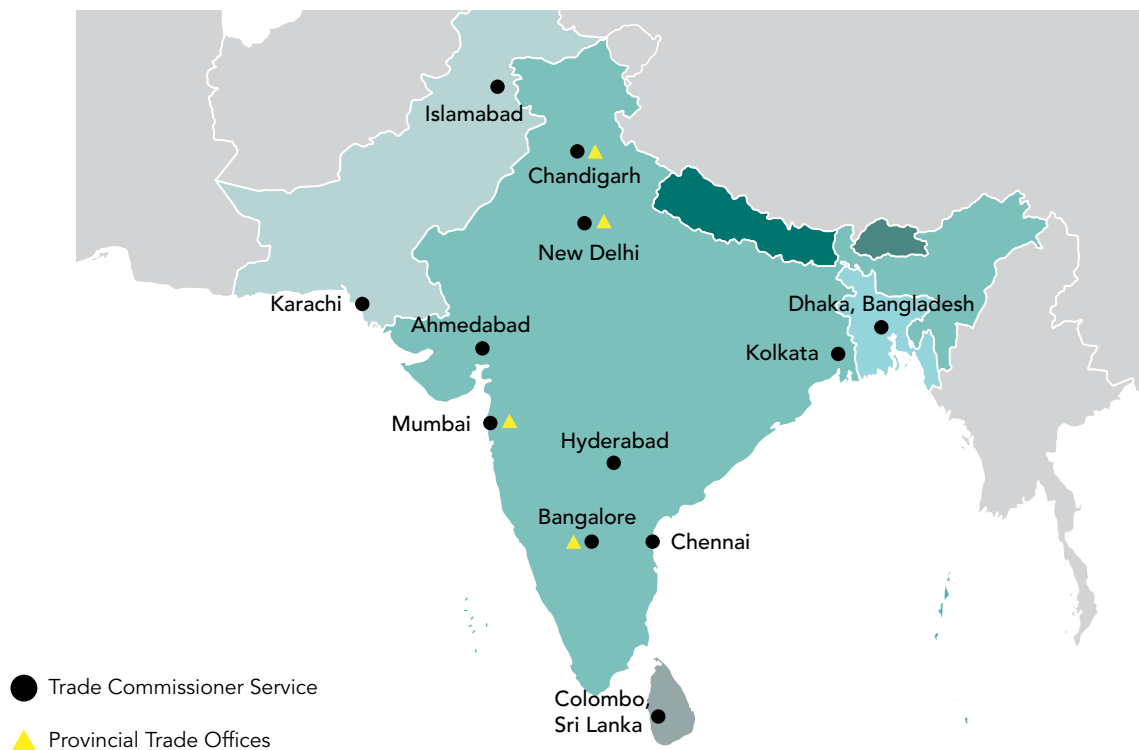 Islamabad
Chandigarh
New Delhi
Karachi
Dhaka, Bangladesh
Ahmedabad
Kolkata
Mumbai
Hyderabad
Bangalore
Chennai
Trade Commissioner Service
Colombo,
Sri Lanka
Provincial Trade Offices